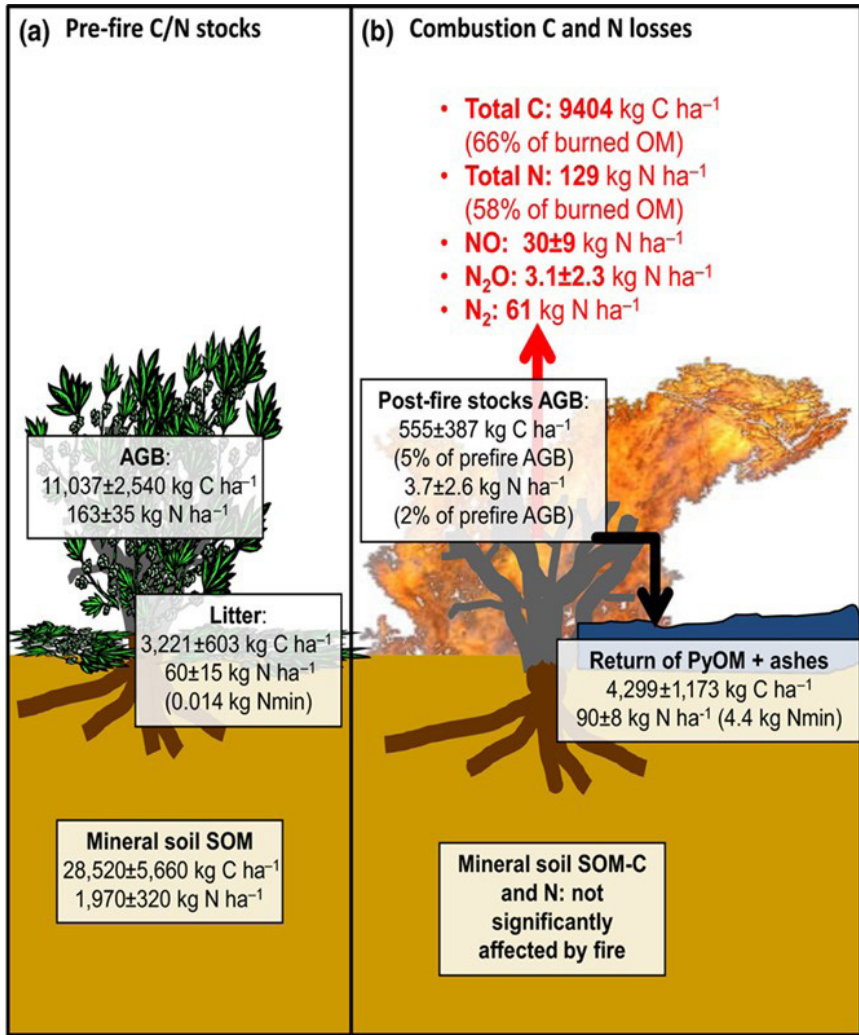 (a) Pre-fire C/N stocks
AGB:
11,037±2,540 kg C ha⁻¹
163±35 kg N ha⁻¹
Litter:
3,221±603 kg C ha⁻¹
60±15 kg N ha⁻¹
(0.014 kg Nmin)
Mineral soil SOM
28,520±5,660 kg C ha⁻¹
1,970±320 kg N ha⁻¹
(b) Combustion C and N losses
• Total C: 9404 kg C ha⁻¹
(66% of burned OM)
• Total N: 129 kg N ha⁻¹
(58% of burned OM)
• NO: 30±9 kg N ha⁻¹
• N₂O: 3.1±2.3 kg N ha⁻¹
• N₂: 61 kg N ha⁻¹
Post-fire stocks AGB:
555±387 kg C ha⁻¹
(5% of prefire AGB)
3.7±2.6 kg N ha⁻¹
(2% of prefire AGB)
Return of PyOM + ashes
4,299±1,173 kg C ha⁻¹
90±8 kg N ha⁻¹ (4.4 kg Nmin)
Mineral soil SOM-C
and N: not
significantly
affected by fire